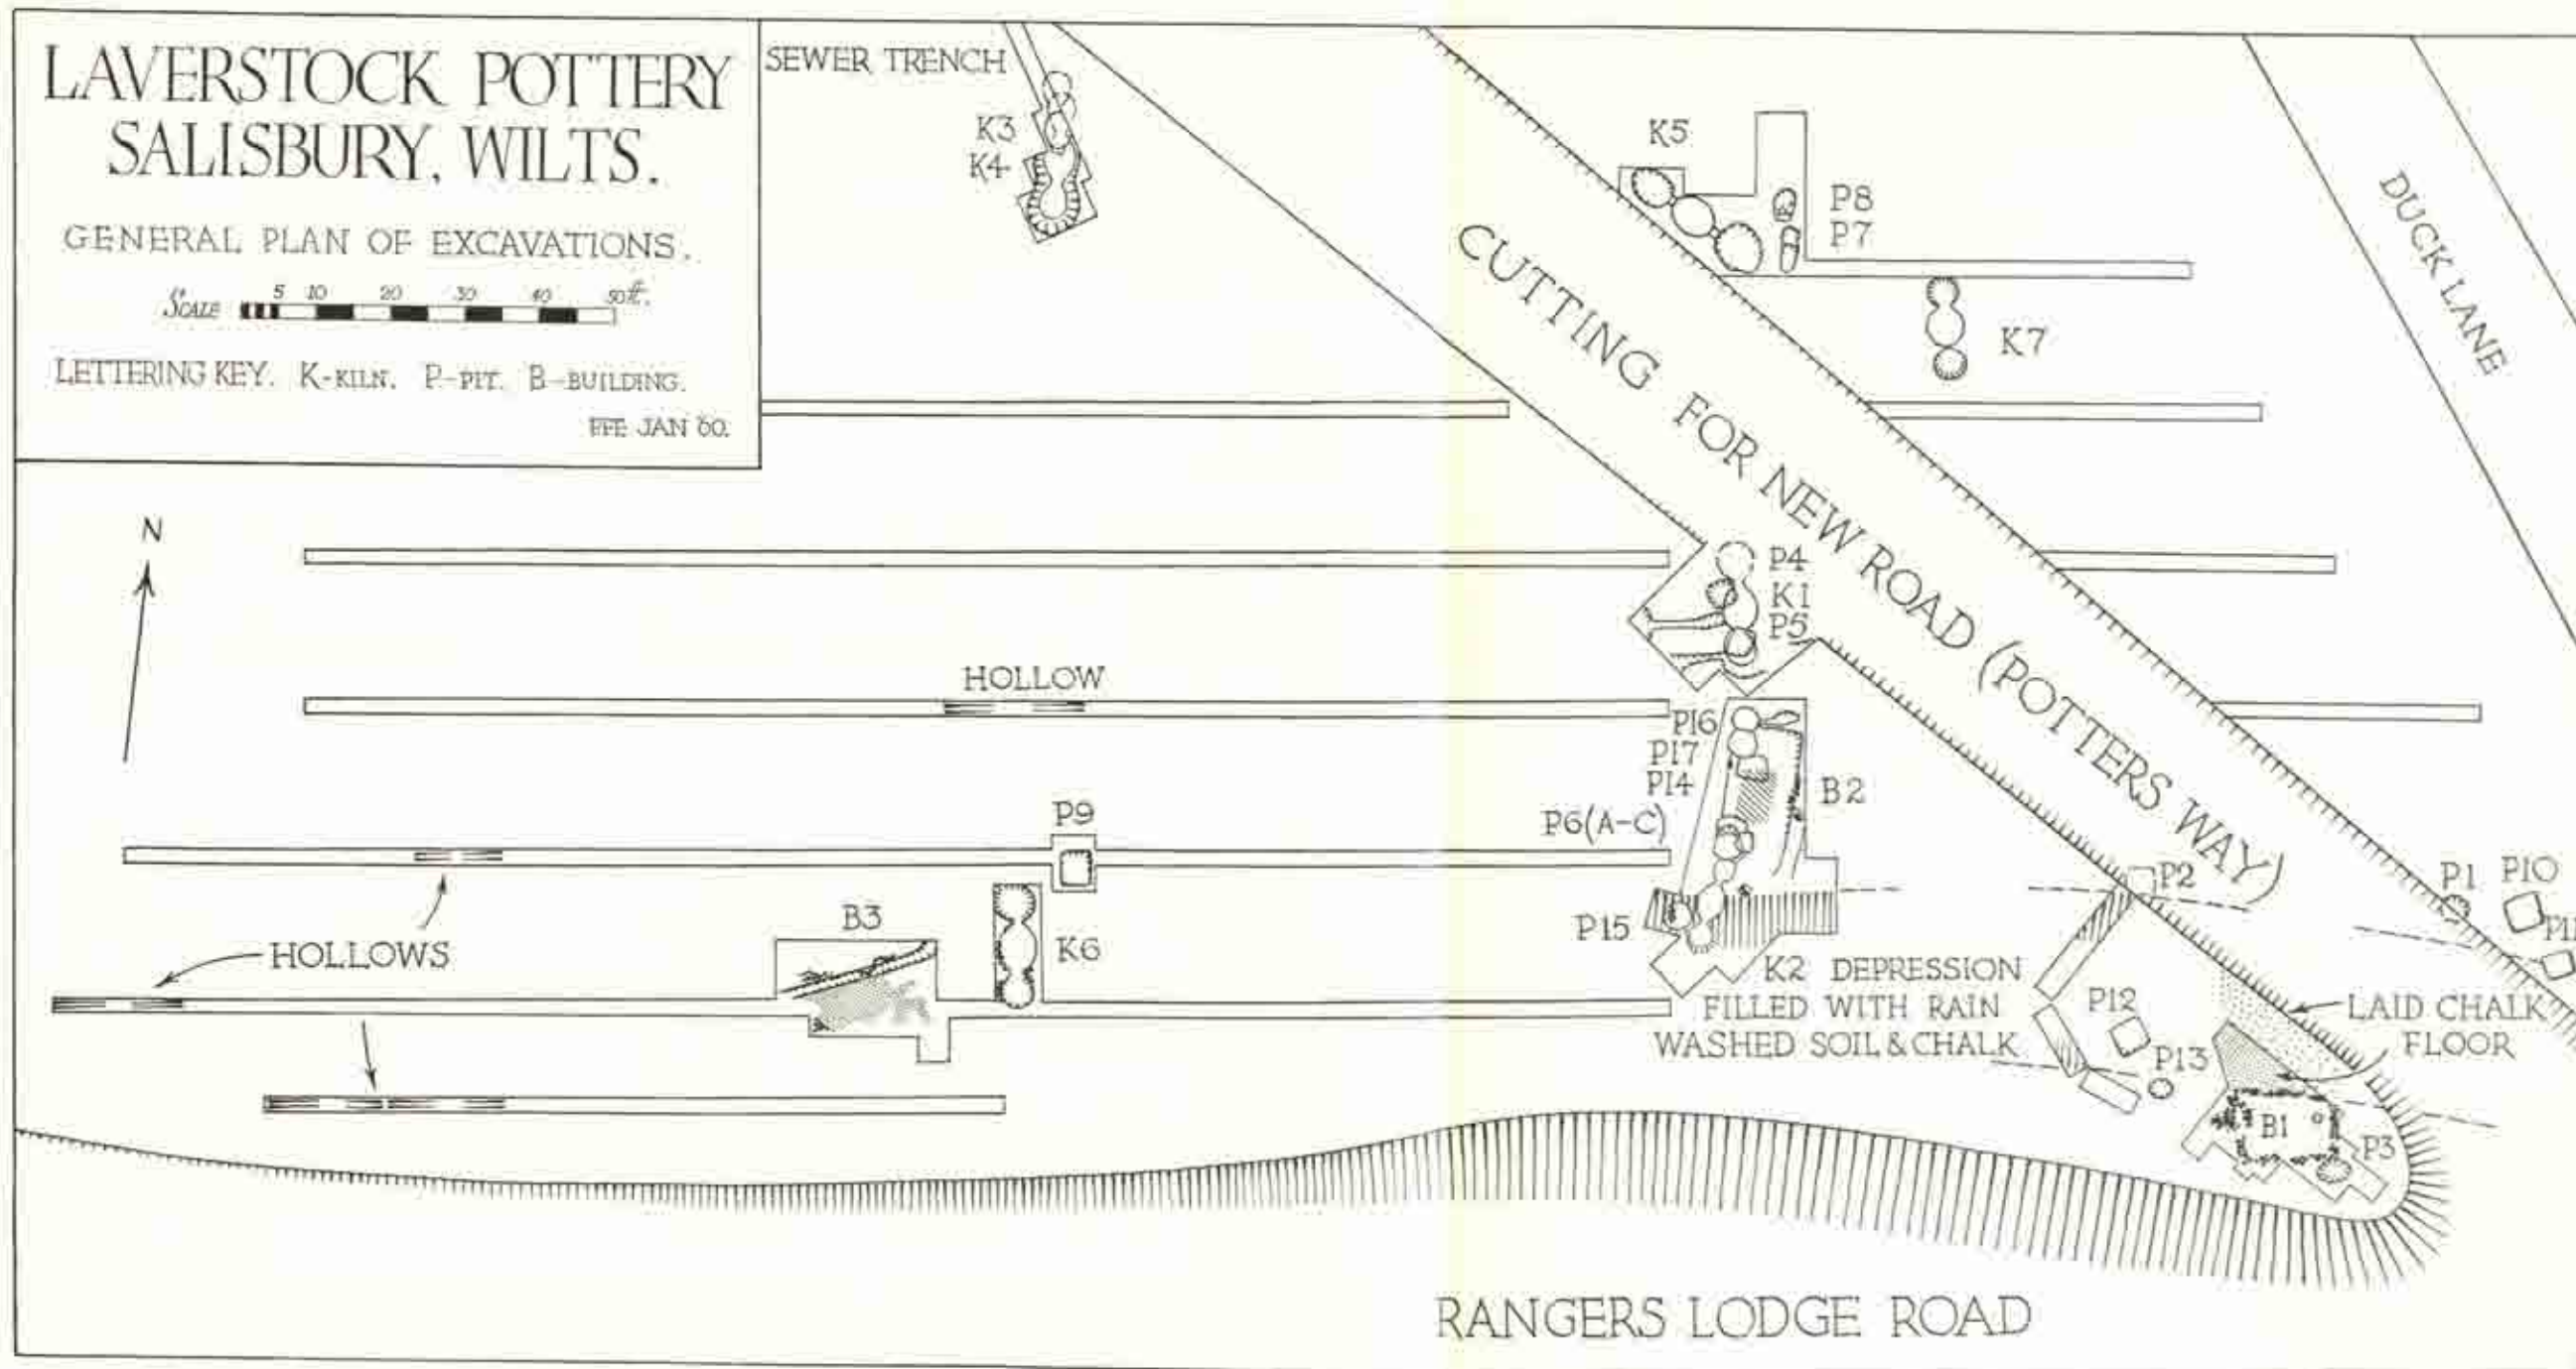 LAVERSTOCK POTTERY
SALISBURY, WILTS.
GENERAL PLAN OF EXCAVATIONS.
SCALE 5 10 20 30 40 50 ft.
LETTERING KEY. K-KILN. P-PIT. B-BUILDING.
JAN 60.
SEWER TRENCH
K3
K4
K5
P8
P7
K7
DUCK LANE
CUTTING FOR NEW ROAD (POTTERS WAY)
N
P4
K1
P5
HOLLOW
P16
P17
P14
B2
P6(A-C)
P9
P15
B3
K6
HOLLOWS
K2 DEPRESSION
FILLED WITH RAIN
WASHED SOIL & CHALK
P2
P1
P10
P12
P13
LAID CHALK
FLOOR
B1
P3
RANGERS LODGE ROAD